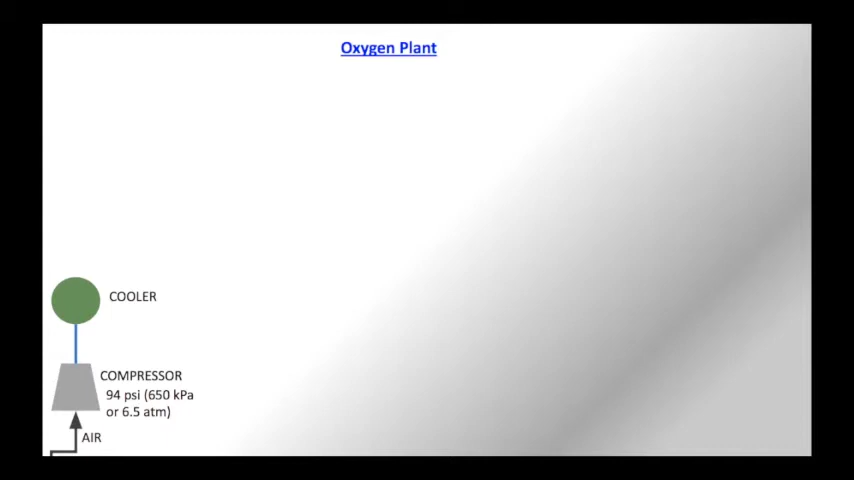 Oxygen Plant
COOLER
COMPRESSOR
94 psi (650 kPa
or 6.5 atm)
AIR